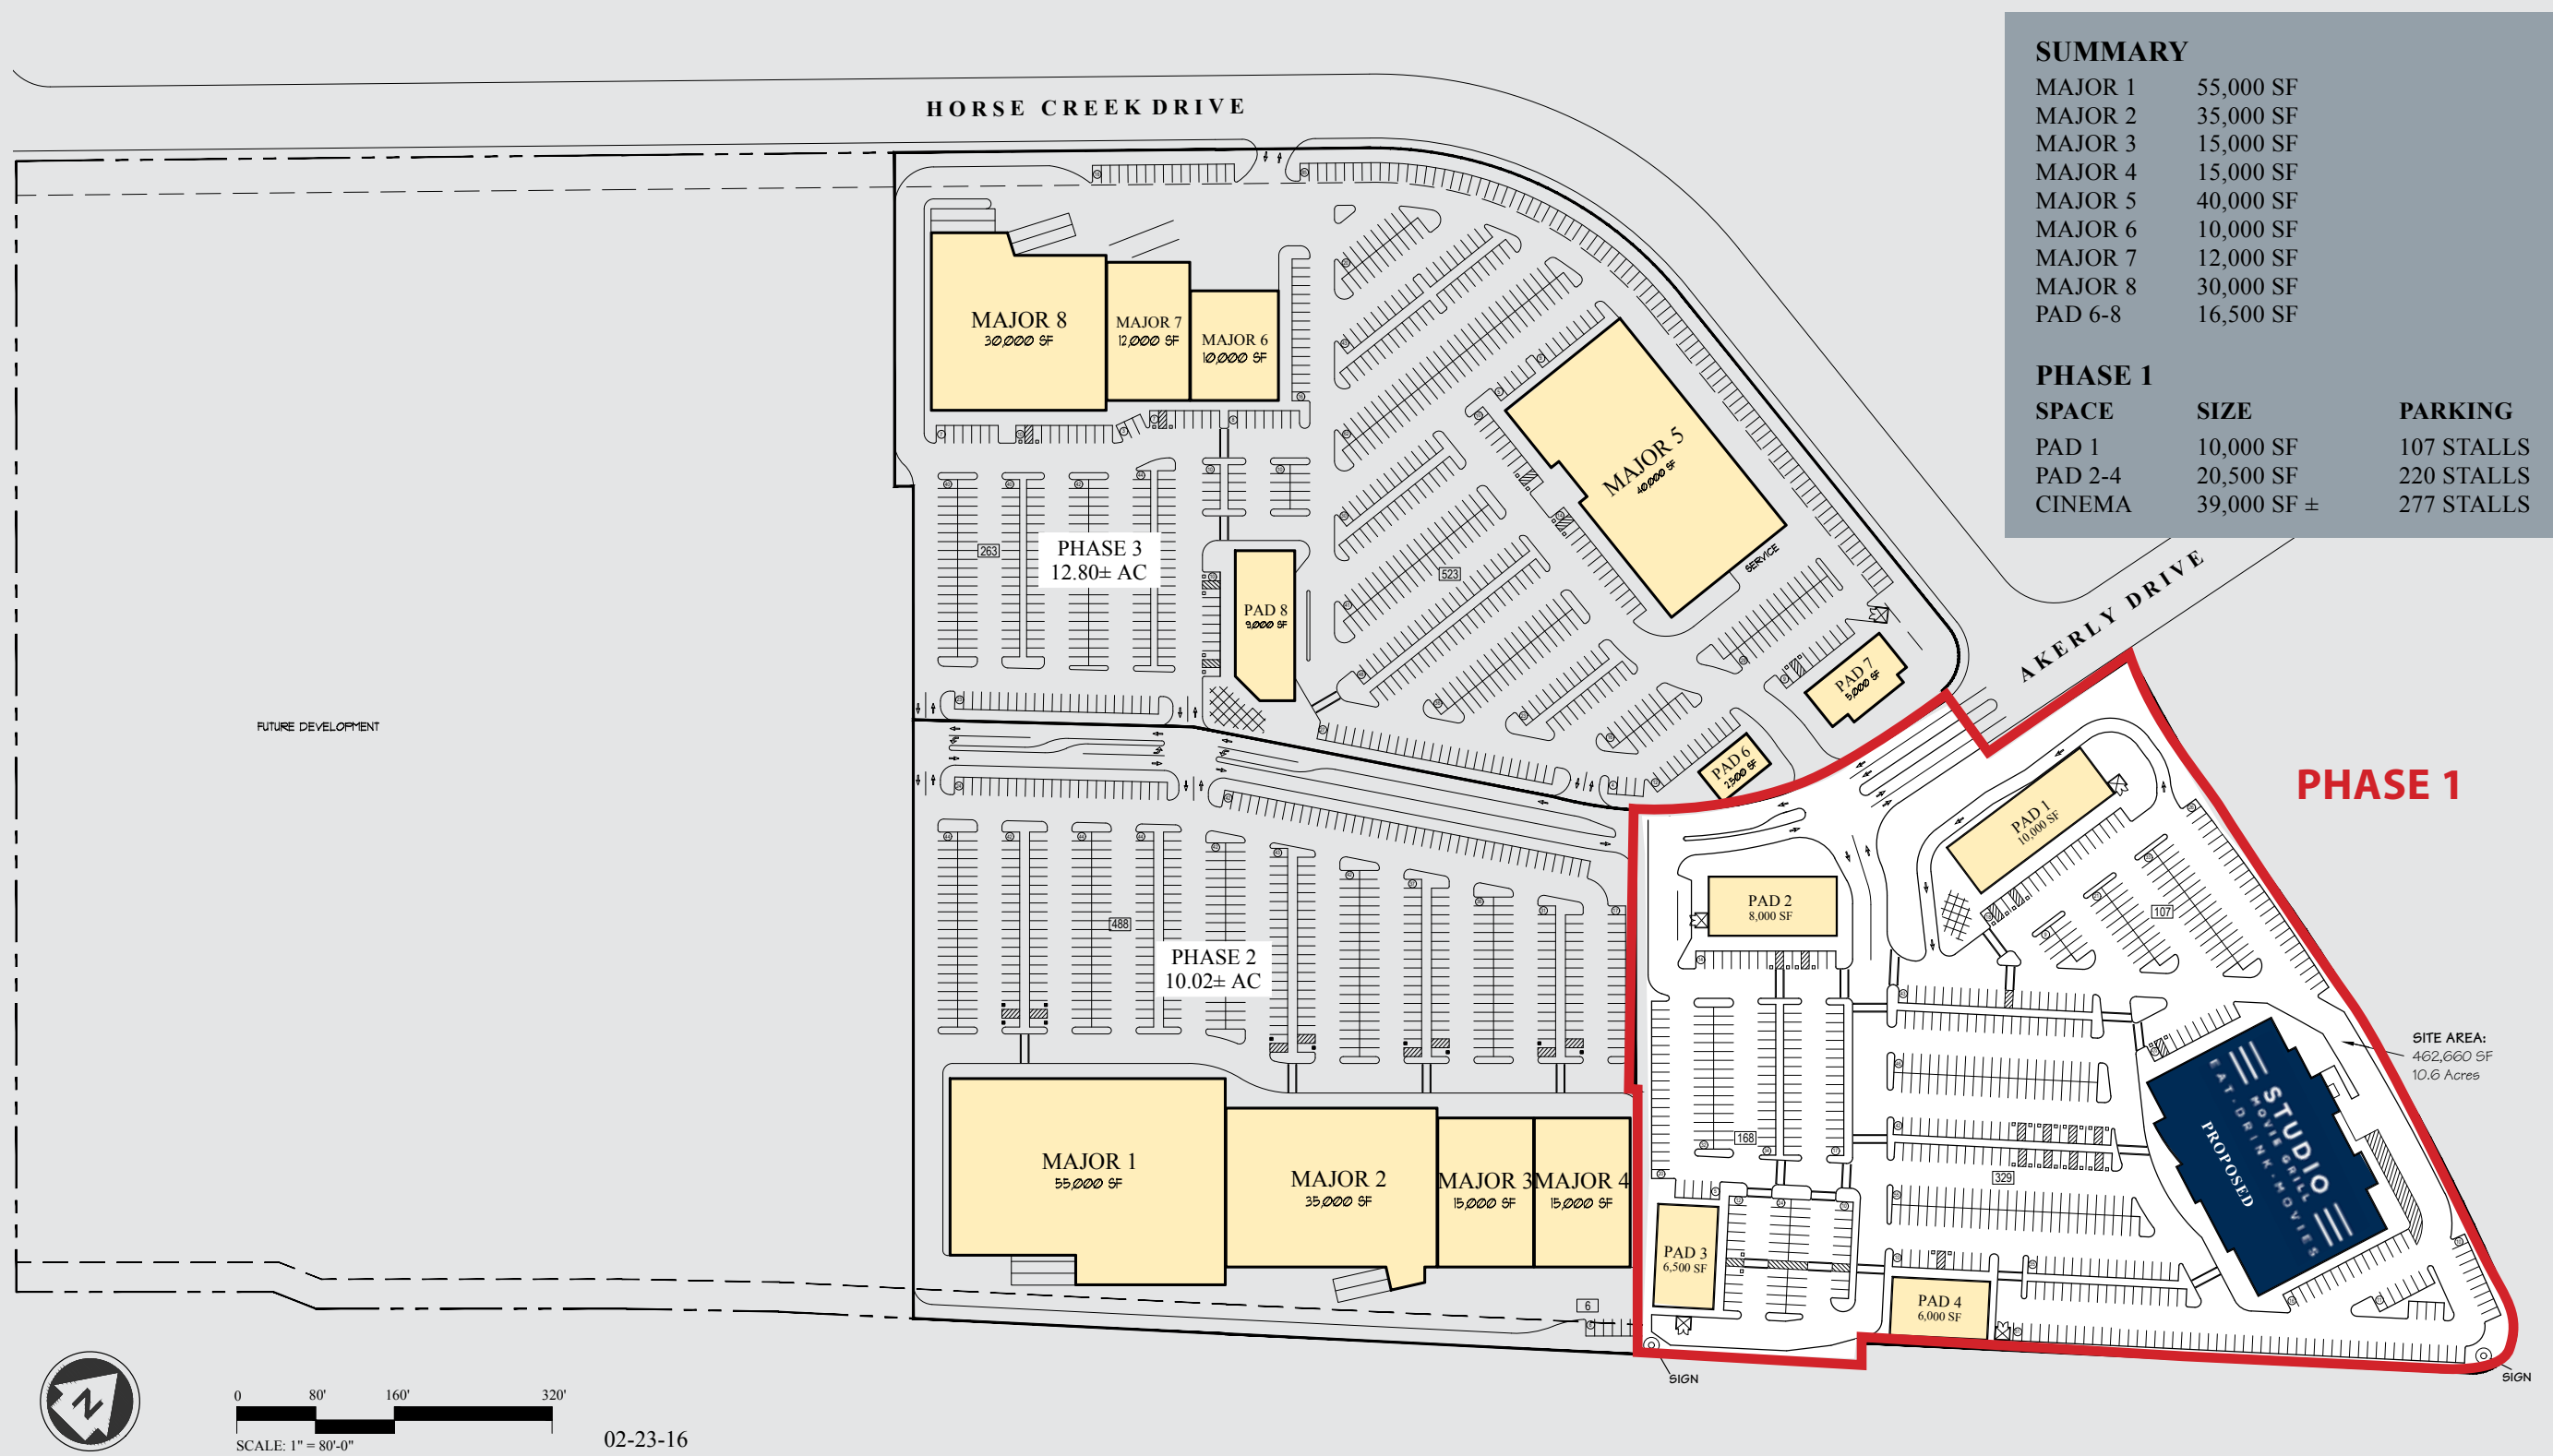 SUMMARY
MAJOR 1 55,000 SF
MAJOR 2 35,000 SF
MAJOR 3 15,000 SF
MAJOR 4 15,000 SF
MAJOR 5 40,000 SF
MAJOR 6 10,000 SF
MAJOR 7 12,000 SF
MAJOR 8 30,000 SF
PAD 6-8 16,500 SF
PHASE 1
SPACE SIZE PARKING
PAD 1 10,000 SF 107 STALLS
PAD 2-4 20,500 SF 220 STALLS
CINEMA 39,000 SF ± 277 STALLS
HORSE CREEK DRIVE
MAJOR 8
30,000 SF
MAJOR 7
12,000 SF
MAJOR 6
10,000 SF
MAJOR 5
40,000 SF
SERVICE
AKERLY DRIVE
263
PHASE 3
12.80± AC
523
PAD 8
9,000 SF
PAD 7
5,000 SF
PAD 6
2,500 SF
FUTURE DEVELOPMENT
PHASE 1
PAD 1
10,000 SF
PAD 2
8,000 SF
107
488
PHASE 2
10.02± AC
SITE AREA:
462,660 SF
10.6 Acres
STUDIO
MOVIE GRILL
EAT·DRINK·MOVIES
PROPOSED
168
329
MAJOR 1
55,000 SF
MAJOR 2
35,000 SF
MAJOR 3
15,000 SF
MAJOR 4
15,000 SF
PAD 3
6,500 SF
PAD 4
6,000 SF
6
SIGN
SIGN
N
0 80' 160' 320'
SCALE: 1" = 80'-0"
02-23-16